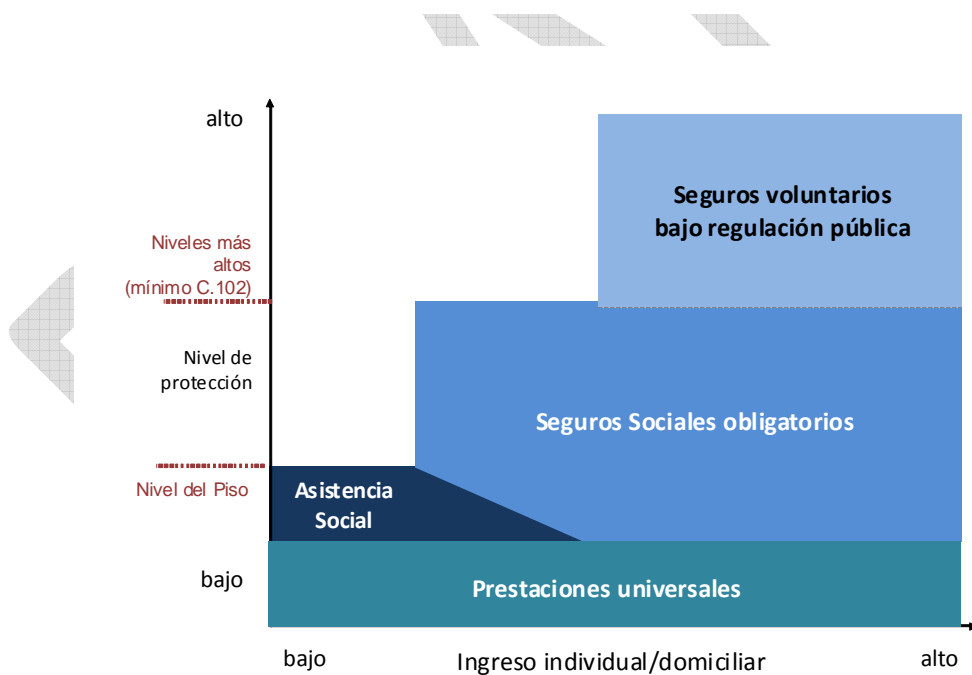 alto
Seguros voluntarios
bajo regulación pública
Niveles más
altos
(mínimo C.102)
Nivel de
protección
Seguros Sociales obligatorios
Nivel del Piso
Asistencia
Social
bajo
Prestaciones universales
bajo
Ingreso individual/domiciliar
alto